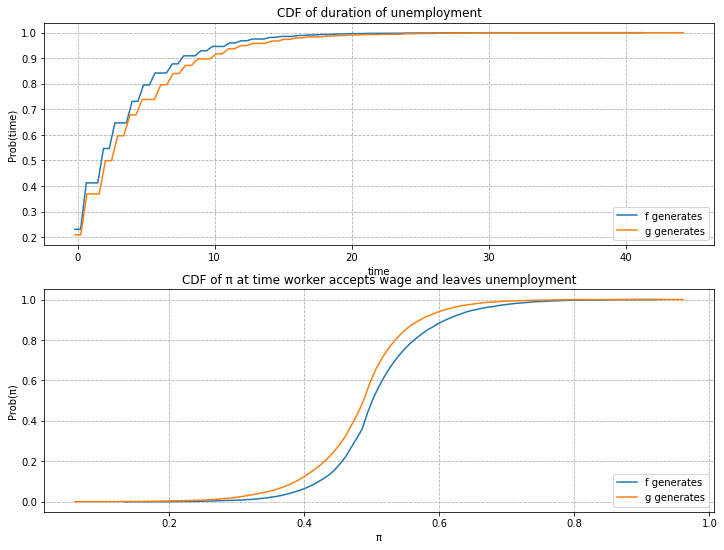 CDF of duration of unemployment
1.0
0.9
0.8
0.7
0.6
0.5
0.4
0.3
0.2
Prob(time)
f generates
g generates
0 10 20 30 40
time
CDF of π at time worker accepts wage and leaves unemployment
1.0
0.8
0.6
0.4
0.2
0.0
Prob(π)
f generates
g generates
0.2 0.4 0.6 0.8 1.0
π